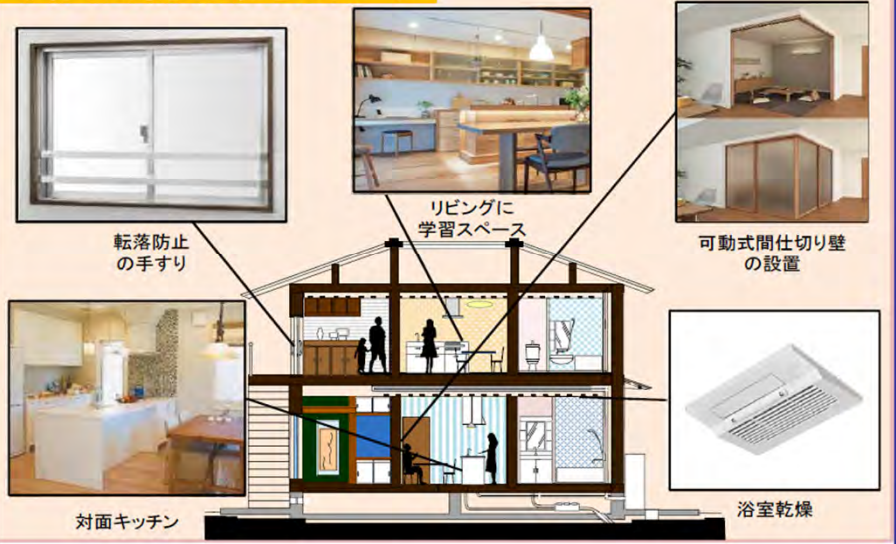 転落防止
の手すり
リビングに
学習スペース
可動式間仕切り壁
の設置
対面キッチン
浴室乾燥